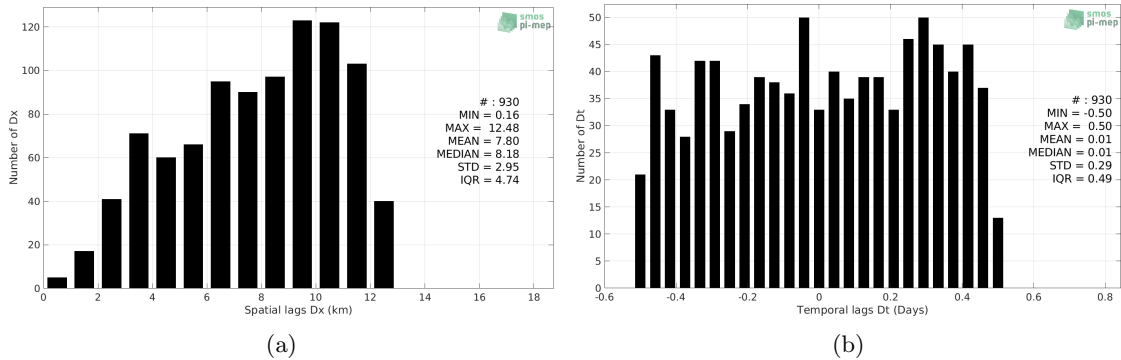 120
100
80
60
40
20
0
Number of Dx
smos
pi-mep
# : 930
MIN = 0.16
MAX = 12.48
MEAN = 7.80
MEDIAN = 8.18
STD = 2.95
IQR = 4.74
0 2 4 6 8 10 12 14 16 18
Spatial lags Dx (km)
(a)
50
45
40
35
30
25
20
15
10
5
0
Number of Dt
smos
pi-mep
# : 930
MIN = -0.50
MAX = 0.50
MEAN = 0.01
MEDIAN = 0.01
STD = 0.29
IQR = 0.49
-0.6 -0.4 -0.2 0 0.2 0.4 0.6 0.8
Temporal lags Dt (Days)
(b)